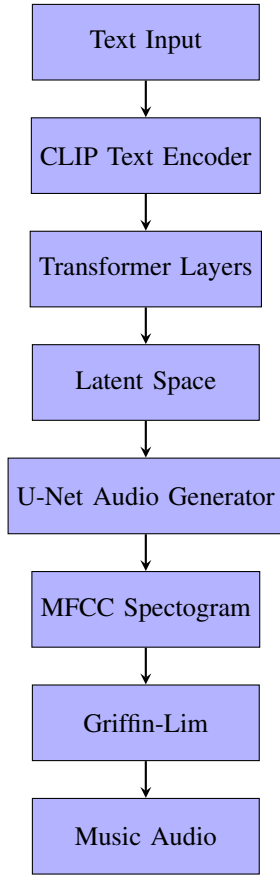 Text Input
CLIP Text Encoder
Transformer Layers
Latent Space
U-Net Audio Generator
MFCC Spectogram
Griffin-Lim
Music Audio